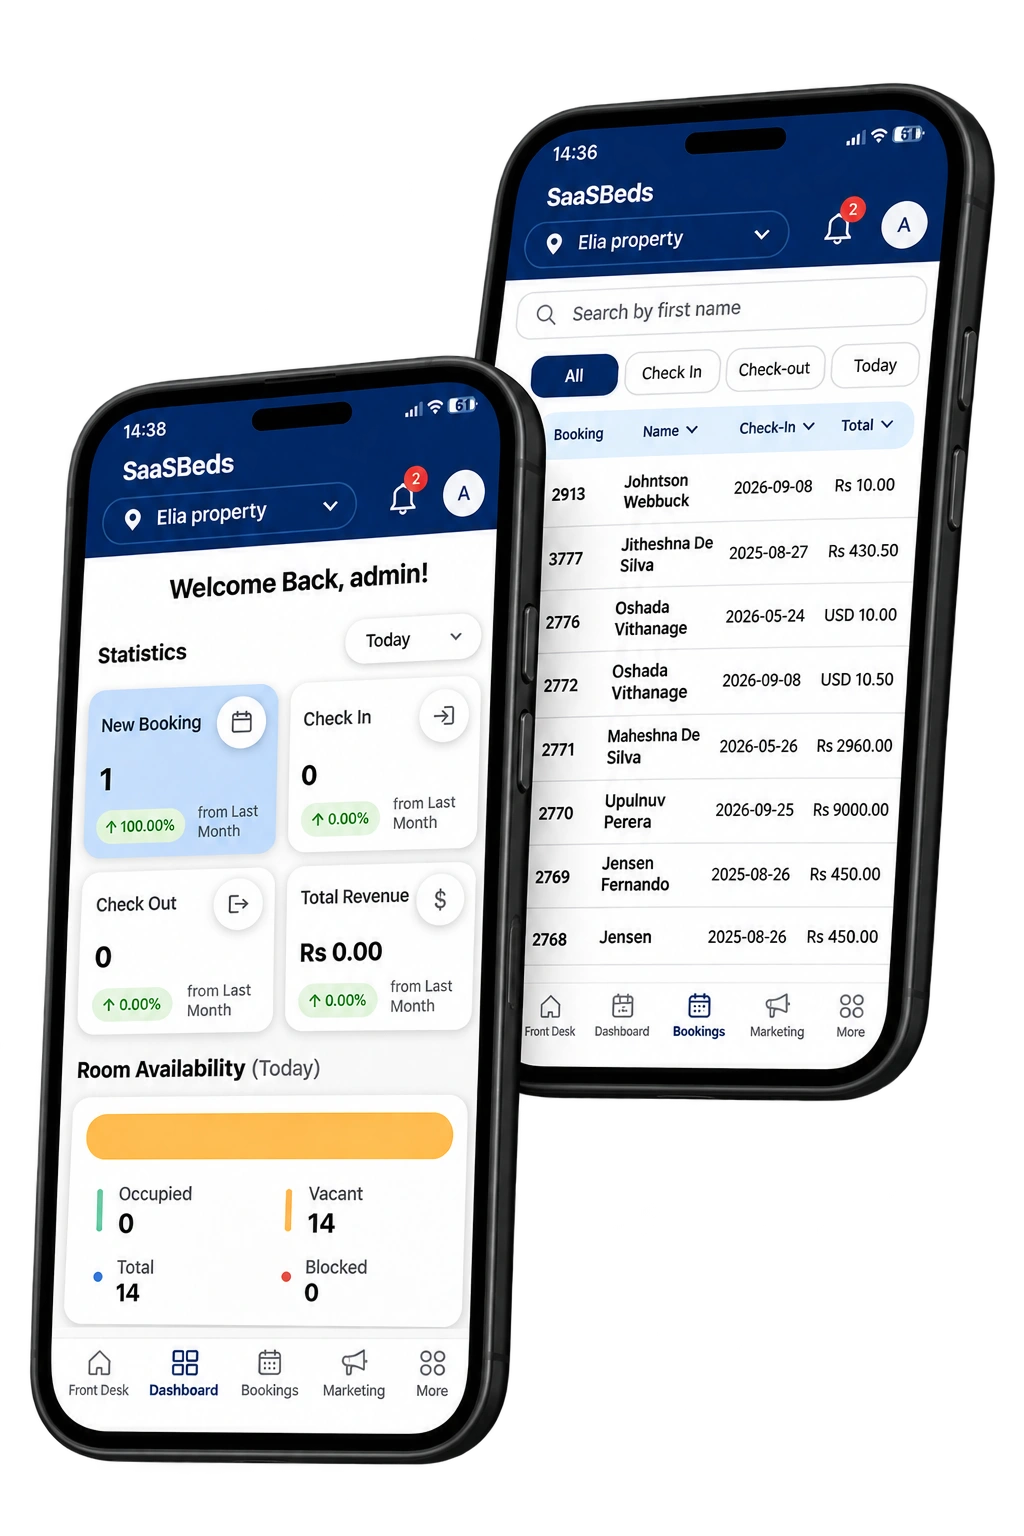 14:36
61
SaaSBeds
2
A
Elia property
Search by first name
All
Check In
Check-out
Today
Booking Name Check-In Total
2913 Johntson Webbuck 2026-09-08 Rs 10.00
3777 Jitheshna De Silva 2025-08-27 Rs 430.50
2776 Oshada Vithanage 2026-05-24 USD 10.00
2772 Oshada Vithanage 2026-09-08 USD 10.50
2771 Maheshna De Silva 2026-05-26 Rs 2960.00
2770 Upulnuv Perera 2026-09-25 Rs 9000.00
2769 Jensen Fernando 2025-08-26 Rs 450.00
2768 Jensen 2025-08-26 Rs 450.00
Front Desk
Dashboard
Bookings
Marketing
More
14:38
61
SaaSBeds
2
A
Elia property
Welcome Back, admin!
Statistics
Today
New Booking
1
↑ 100.00%
from Last
Month
Check In
0
↑ 0.00%
from Last
Month
Check Out
0
↑ 0.00%
from Last
Month
Total Revenue
$
Rs 0.00
↑ 0.00%
from Last
Month
Room Availability (Today)
Occupied
0
Vacant
14
Total
14
Blocked
0
Front Desk
Dashboard
Bookings
Marketing
More